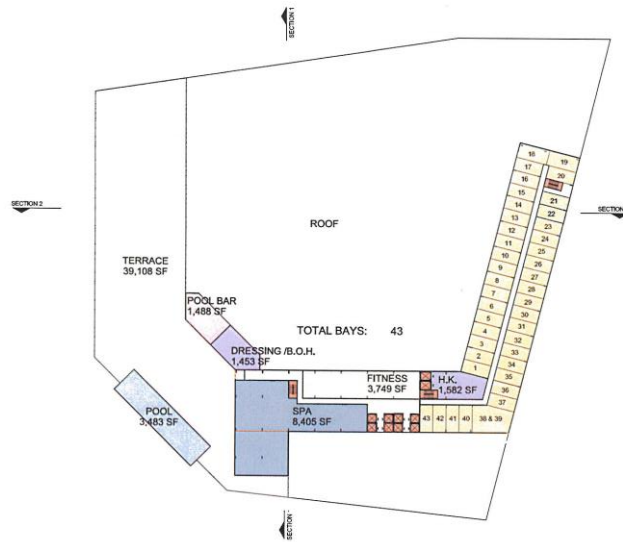 SECTION 1
SECTION 2
SECTION
ROOF
TERRACE
39,108 SF
POOL BAR
1,488 SF
TOTAL BAYS: 43
DRESSING /B.O.H.
1,453 SF
FITNESS
3,749 SF
H.K.
1,582 SF
POOL
3,483 SF
SPA
8,405 SF
18
19
17
20
16
15
21
14
22
13
23
12
24
11
25
10
26
9
27
8
28
7
29
6
30
5
31
4
32
3
33
2
34
1
35
36
37
43
42
41
40
38 & 39
SECTION